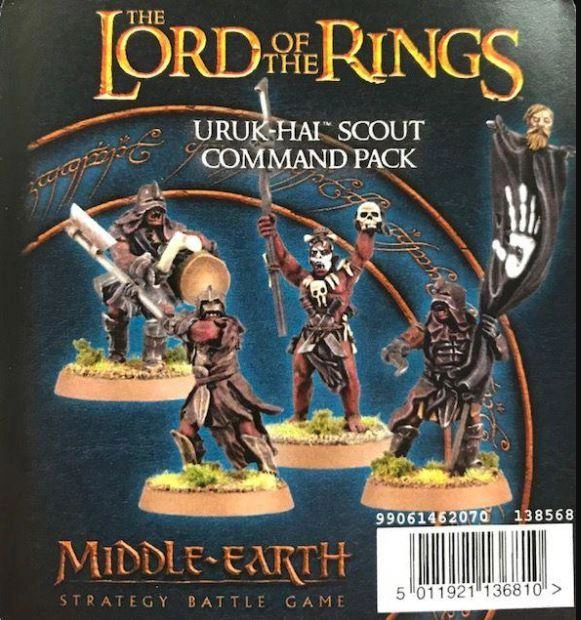 THE
LORD OF THE RINGS
URUK-HAI™ SCOUT
COMMAND PACK
99061462070 138568
MIDDLE-EARTH
STRATEGY BATTLE GAME
5 011921 136810 >